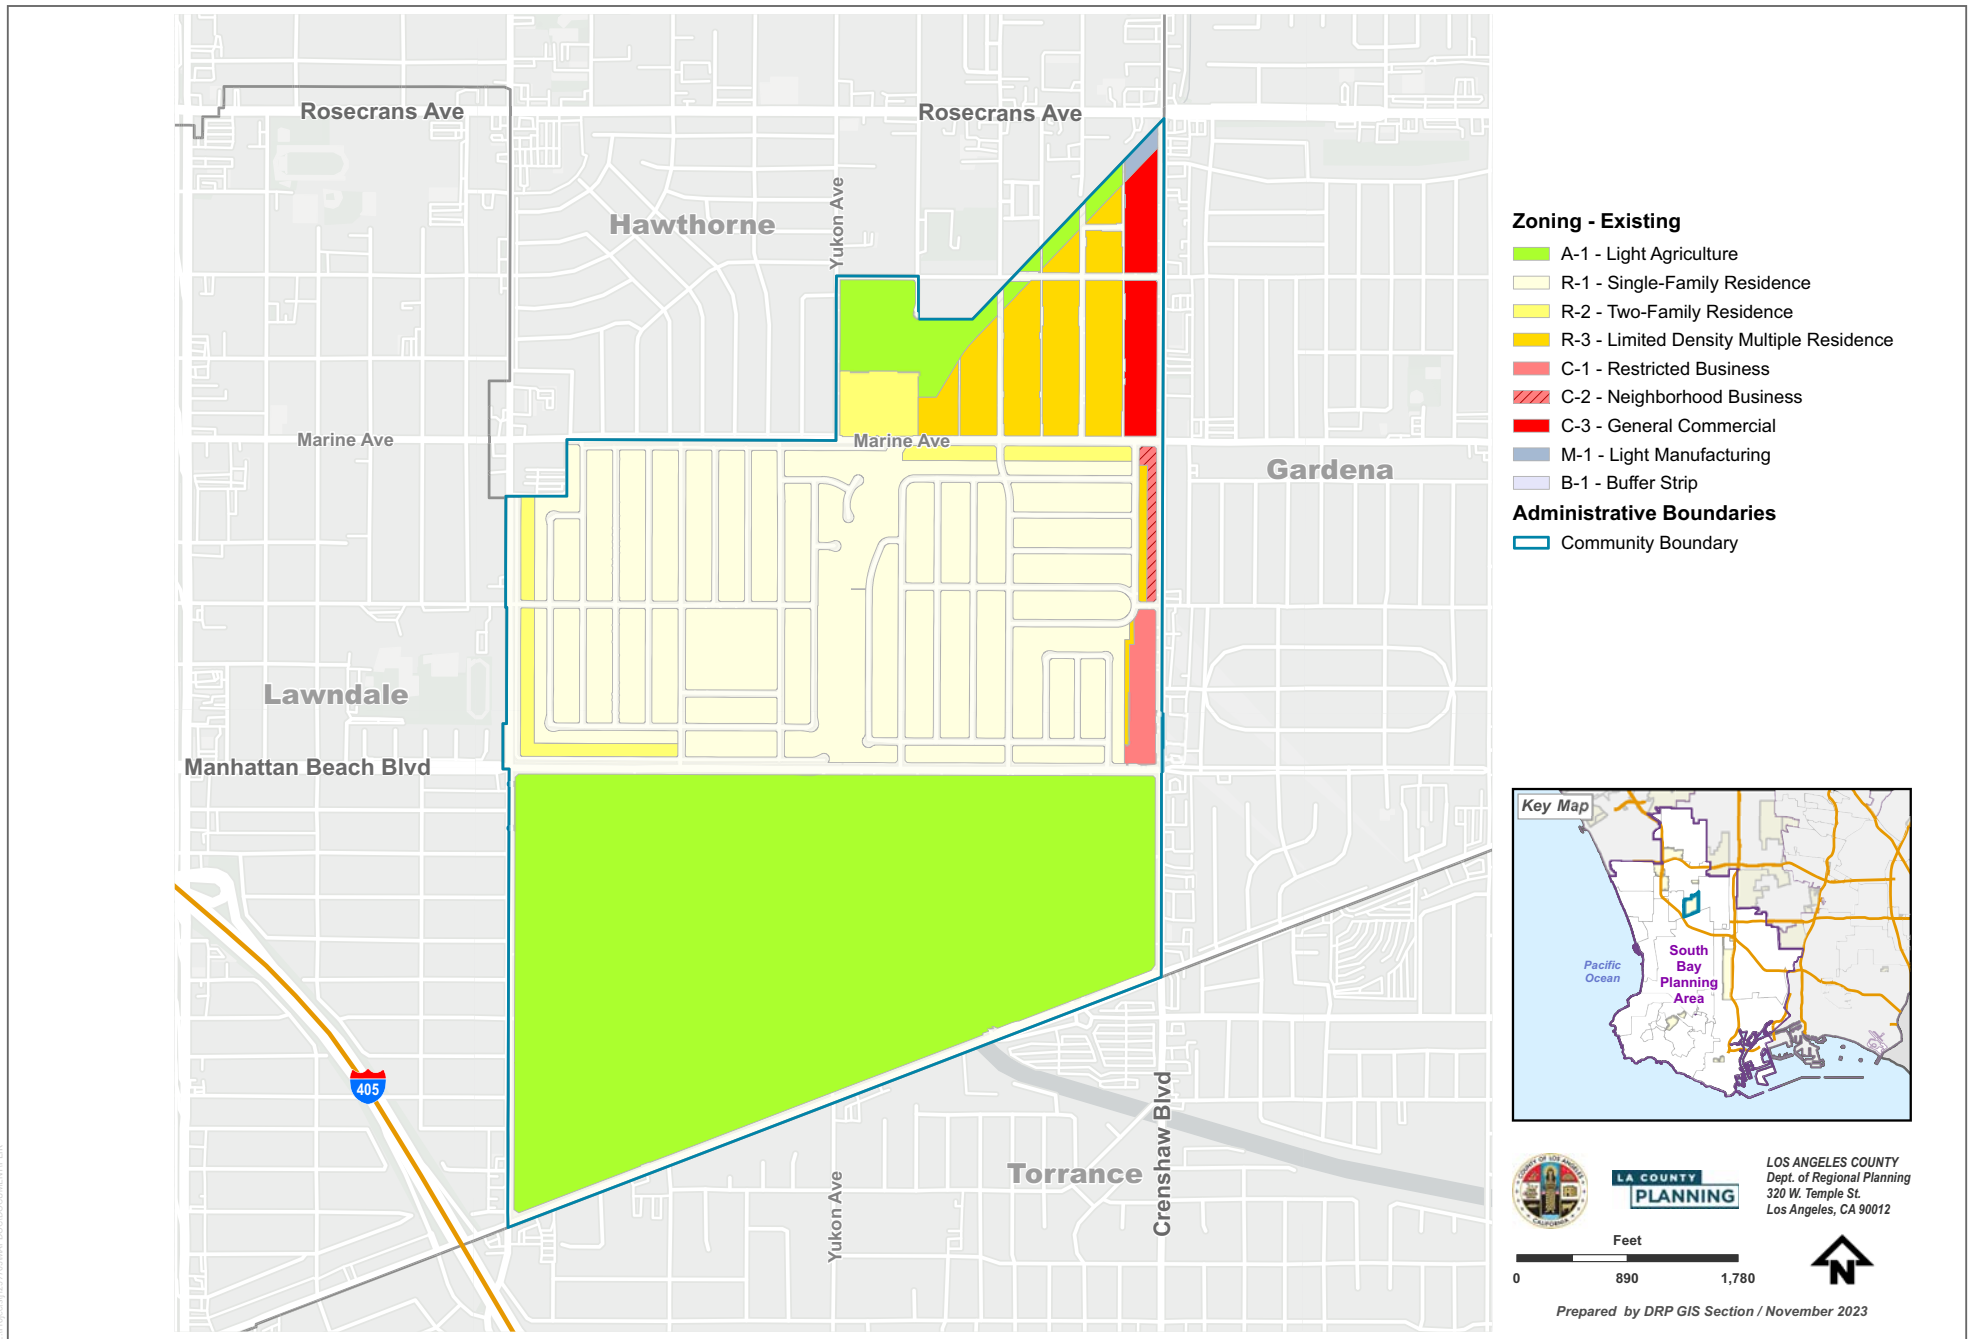 Rosecrans Ave
Rosecrans Ave
Hawthorne
Yukon Ave
Marine Ave
Marine Ave
Gardena
Lawndale
Manhattan Beach Blvd
405
Torrance
Yukon Ave
Crenshaw Blvd
Zoning - Existing
A-1 - Light Agriculture
R-1 - Single-Family Residence
R-2 - Two-Family Residence
R-3 - Limited Density Multiple Residence
C-1 - Restricted Business
C-2 - Neighborhood Business
C-3 - General Commercial
M-1 - Light Manufacturing
B-1 - Buffer Strip
Administrative Boundaries
Community Boundary
Key Map
Pacific
Ocean
South
Bay
Planning
Area
COUNTY OF LOS ANGELES
CALIFORNIA
LA COUNTY
PLANNING
LOS ANGELES COUNTY
Dept. of Regional Planning
320 W. Temple St.
Los Angeles, CA 90012
Feet
0 890 1,780
N
Prepared by DRP GIS Section / November 2023